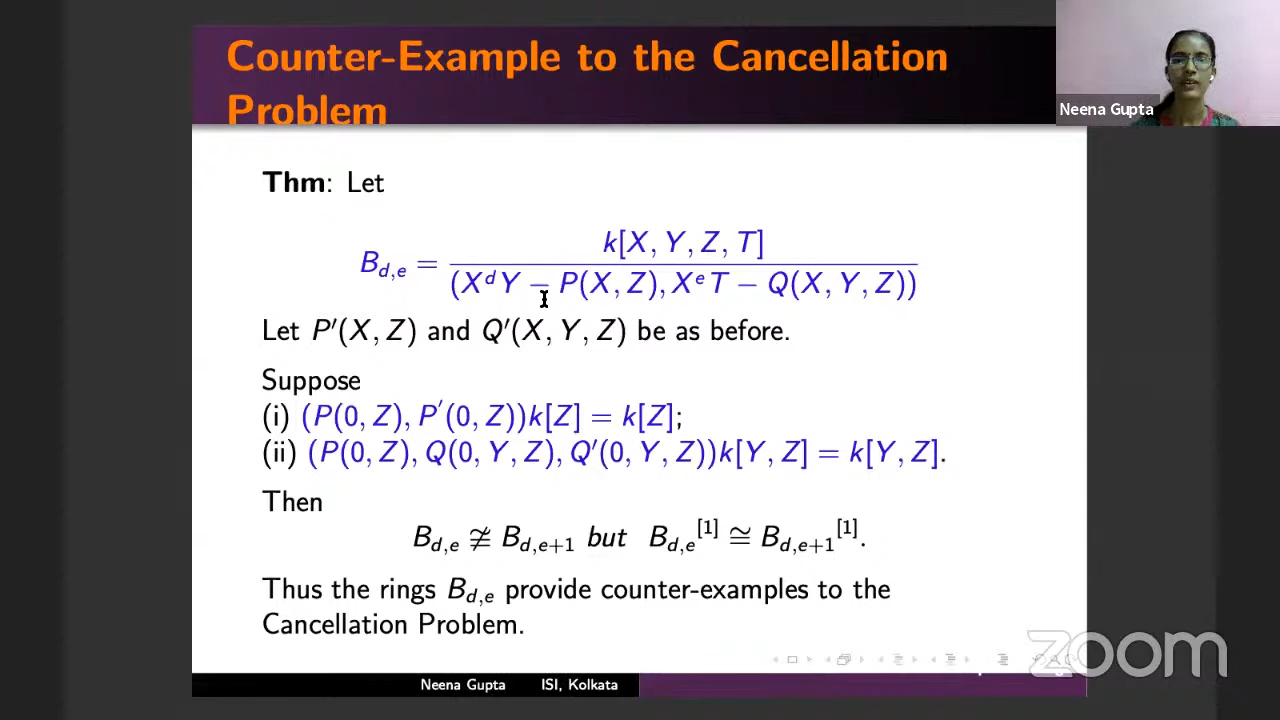 Counter-Example to the Cancellation
Problem
Neena Gupta
Thm: Let
B_{d,e} = k[X, Y, Z, T] / (X^d Y − P(X, Z), X^e T − Q(X, Y, Z))
Let P′(X, Z) and Q′(X, Y, Z) be as before.
Suppose
(i) (P(0, Z), P′(0, Z))k[Z] = k[Z];
(ii) (P(0, Z), Q(0, Y, Z), Q′(0, Y, Z))k[Y, Z] = k[Y, Z].
Then
B_{d,e} ≇ B_{d,e+1} but B_{d,e}^{[1]} ≅ B_{d,e+1}^{[1]}.
Thus the rings B_{d,e} provide counter-examples to the
Cancellation Problem.
zoom
Neena Gupta ISI, Kolkata